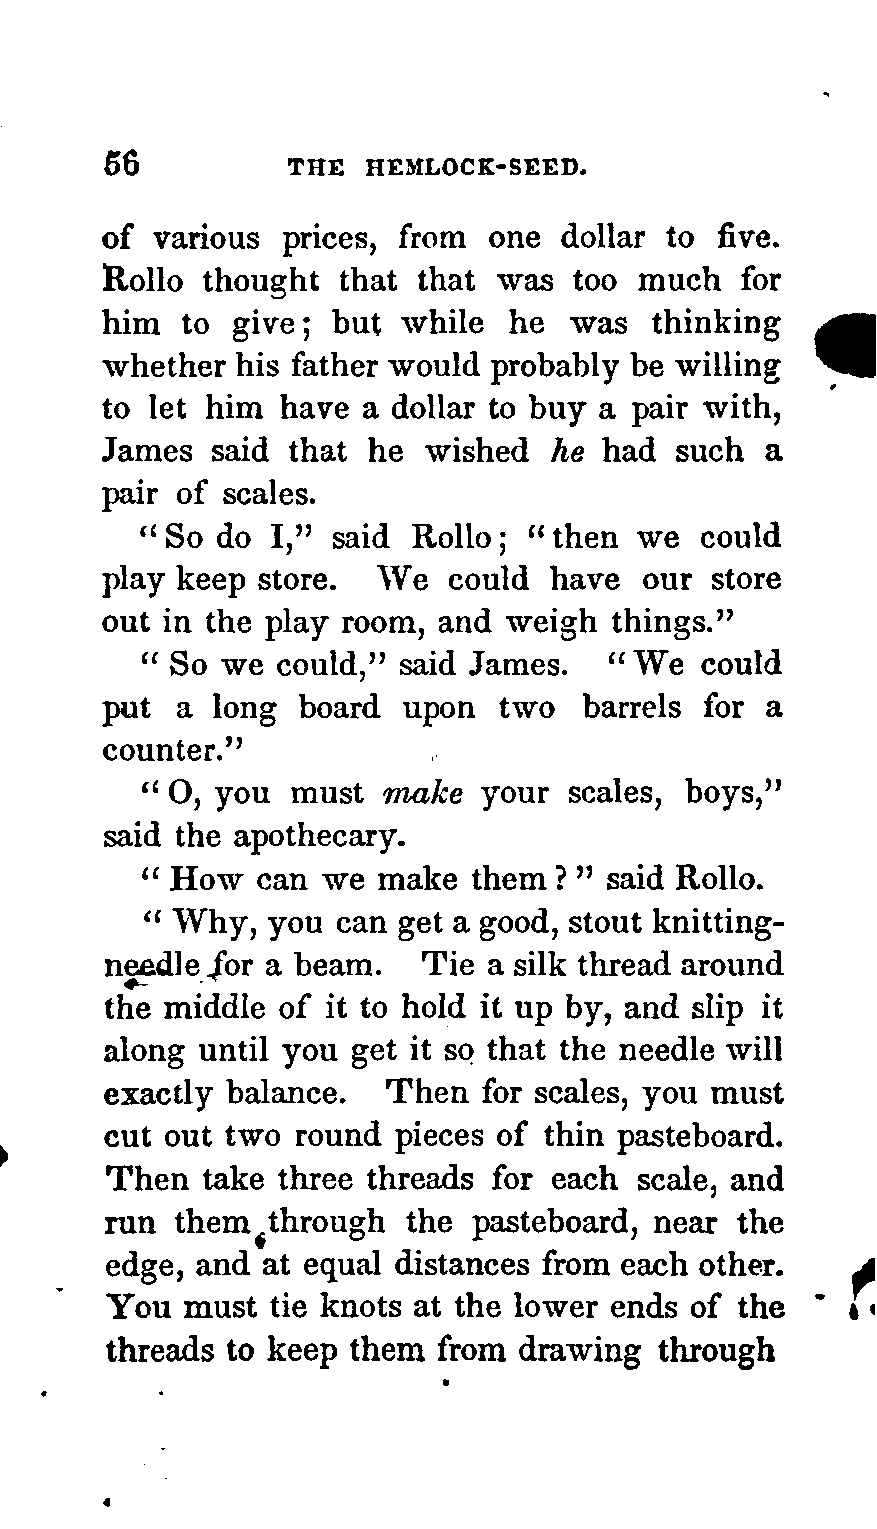 56 THE HEMLOCK-SEED.
of various prices, from one dollar to five.
Rollo thought that that was too much for
him to give; but while he was thinking
whether his father would probably be willing
to let him have a dollar to buy a pair with,
James said that he wished he had such a
pair of scales.
"So do I," said Rollo; "then we could
play keep store. We could have our store
out in the play room, and weigh things."
"So we could," said James. "We could
put a long board upon two barrels for a
counter."
"O, you must make your scales, boys,"
said the apothecary.
"How can we make them?" said Rollo.
"Why, you can get a good, stout knitting-
needle for a beam. Tie a silk thread around
the middle of it to hold it up by, and slip it
along until you get it so that the needle will
exactly balance. Then for scales, you must
cut out two round pieces of thin pasteboard.
Then take three threads for each scale, and
run them through the pasteboard, near the
edge, and at equal distances from each other.
You must tie knots at the lower ends of the
threads to keep them from drawing through